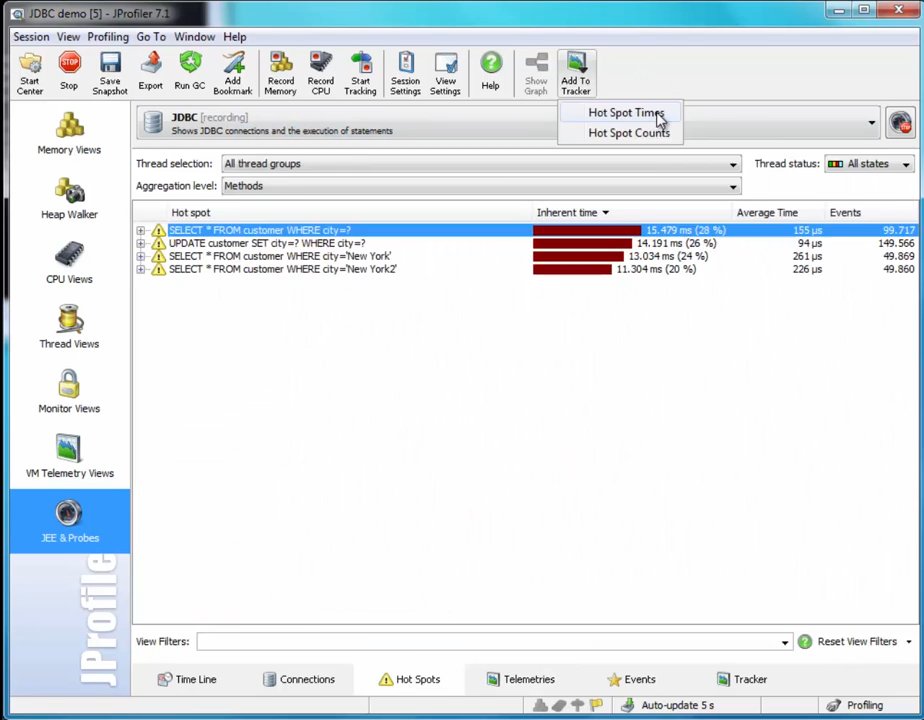 JDBC demo [5] - JProfiler 7.1
Session View Profiling Go To Window Help
Start Center
Stop
Save Snapshot
Export
Run GC
Add Bookmark
Record Memory
Record CPU
Start Tracking
Session Settings
View Settings
Help
Show Graph
Add To Tracker
Hot Spot Times
Hot Spot Counts
JDBC [recording]
Shows JDBC connections and the execution of statements
Thread selection: All thread groups Thread status: All states
Aggregation level: Methods
Hot spot Inherent time Average Time Events
SELECT * FROM customer WHERE city=? 15.479 ms (28 %) 155 µs 99.717
UPDATE customer SET city=? WHERE city=? 14.191 ms (26 %) 94 µs 149.566
SELECT * FROM customer WHERE city='New York' 13.034 ms (24 %) 261 µs 49.869
SELECT * FROM customer WHERE city='New York2' 11.304 ms (20 %) 226 µs 49.860
Memory Views
Heap Walker
CPU Views
Thread Views
Monitor Views
VM Telemetry Views
JEE & Probes
JProfile
View Filters: Reset View Filters
Time Line Connections Hot Spots Telemetries Events Tracker
Auto-update 5 s Profiling